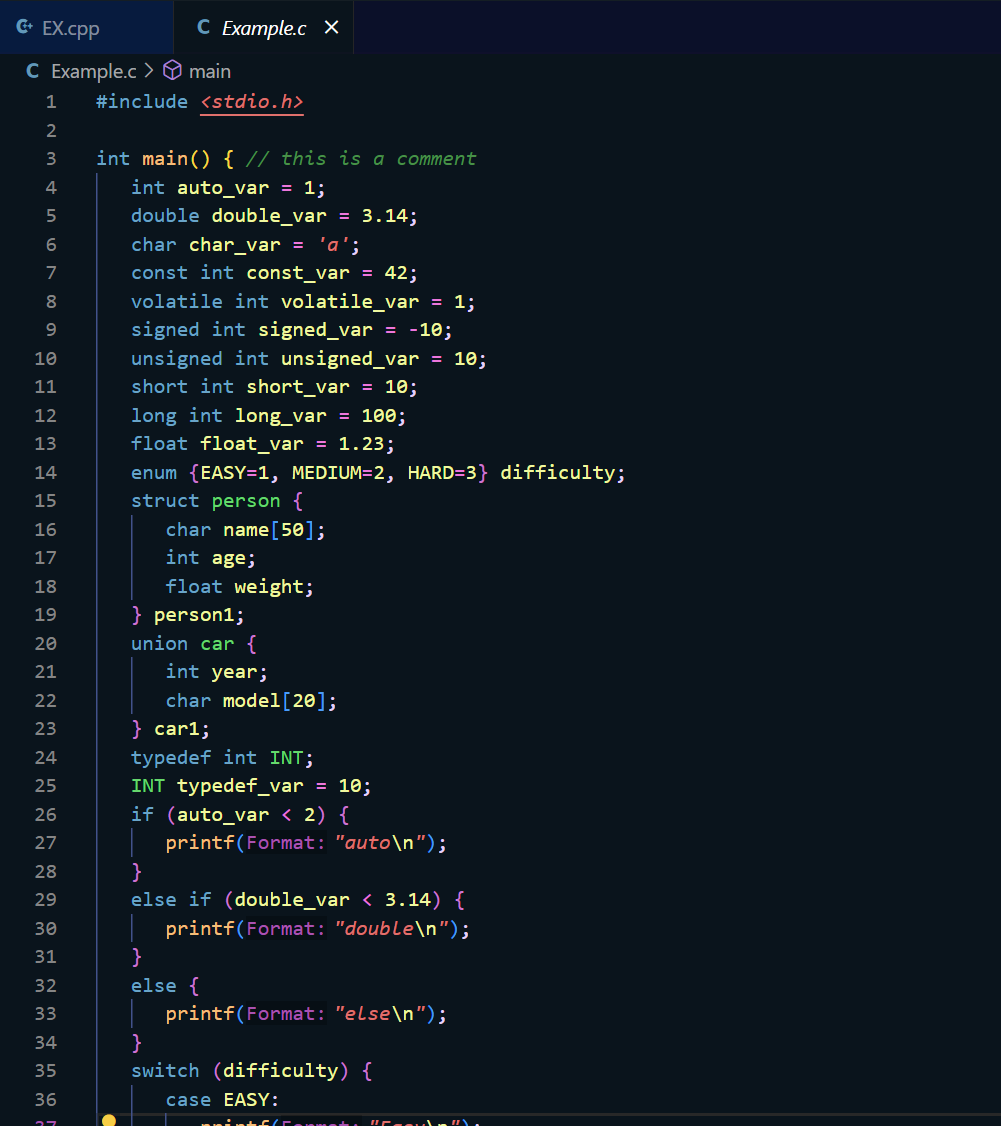 EX.cpp Example.c
C Example.c > main
1 #include <stdio.h>
2
3 int main() { // this is a comment
4 int auto_var = 1;
5 double double_var = 3.14;
6 char char_var = 'a';
7 const int const_var = 42;
8 volatile int volatile_var = 1;
9 signed int signed_var = -10;
10 unsigned int unsigned_var = 10;
11 short int short_var = 10;
12 long int long_var = 100;
13 float float_var = 1.23;
14 enum {EASY=1, MEDIUM=2, HARD=3} difficulty;
15 struct person {
16 char name[50];
17 int age;
18 float weight;
19 } person1;
20 union car {
21 int year;
22 char model[20];
23 } car1;
24 typedef int INT;
25 INT typedef_var = 10;
26 if (auto_var < 2) {
27 printf(Format: "auto\n");
28 }
29 else if (double_var < 3.14) {
30 printf(Format: "double\n");
31 }
32 else {
33 printf(Format: "else\n");
34 }
35 switch (difficulty) {
36 case EASY:
37 printf(Format: "Easy\n");